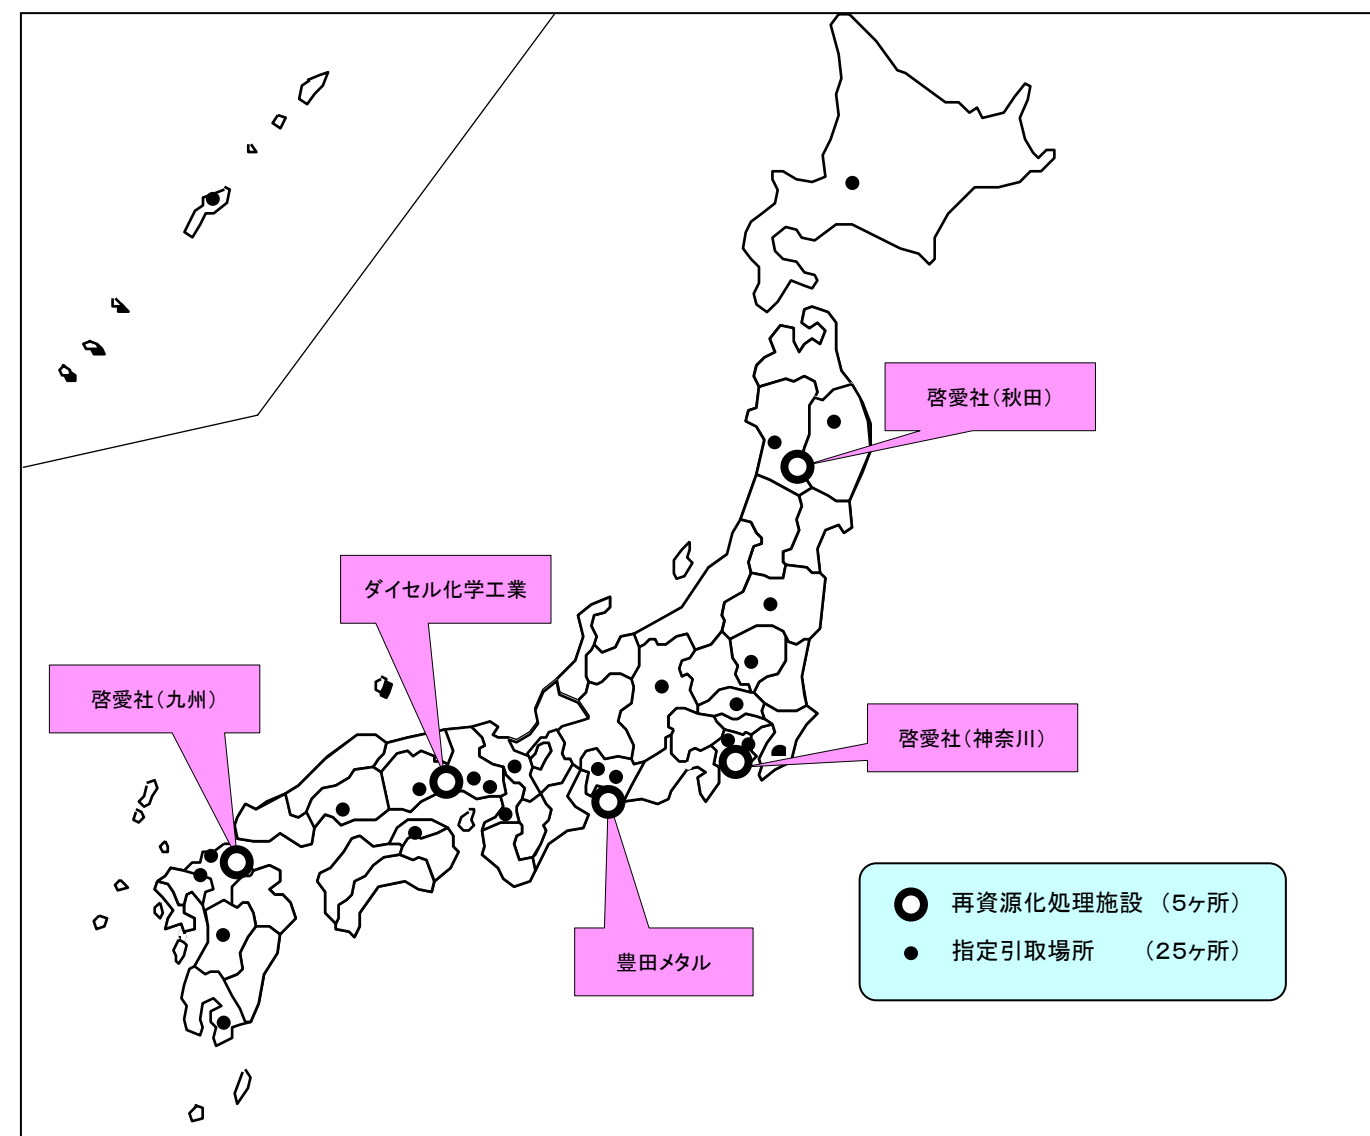 啓愛社（秋田）
ダイセル化学工業
啓愛社（九州）
啓愛社（神奈川）
豊田メタル
再資源化処理施設 （5ヶ所）
指定引取場所 （25ヶ所）